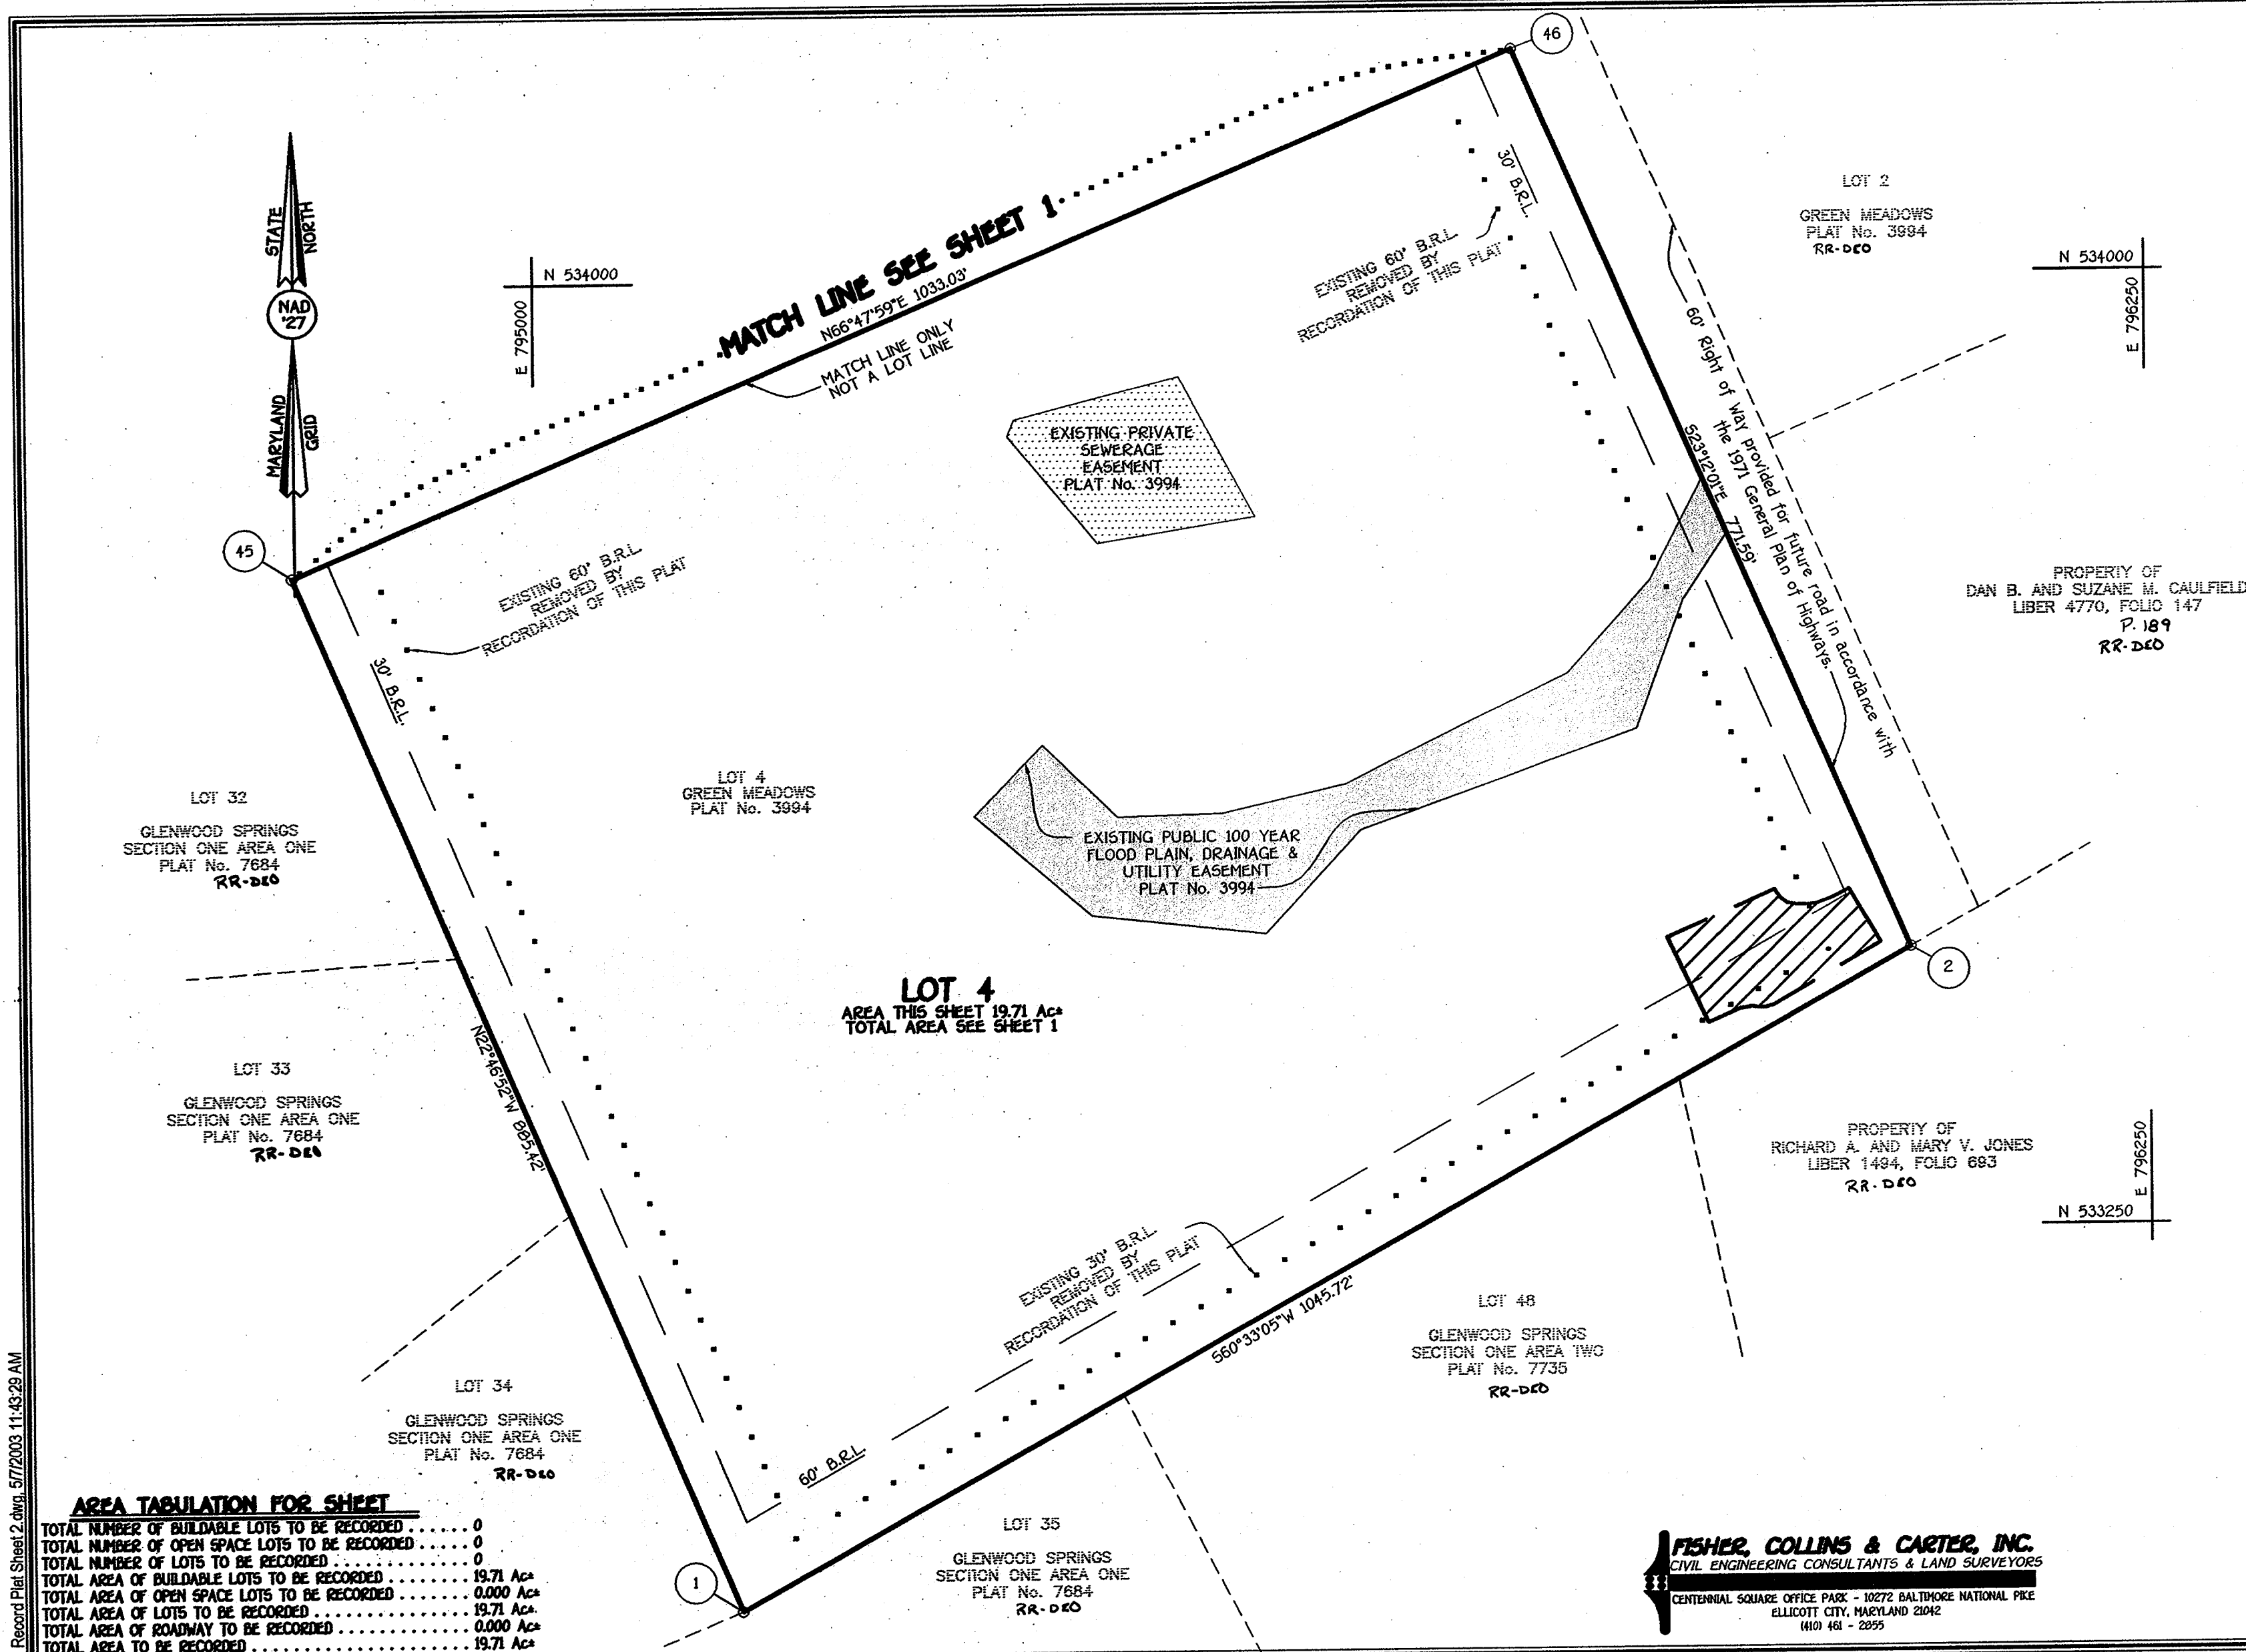 46
STATE NORTH
NAD
'27
MARYLAND GRID
N 534000
E 795000
MATCH LINE SEE SHEET 1
N66°47'59"E 1033.03'
MATCH LINE ONLY
NOT A LOT LINE
30' B.R.L.
EXISTING 60' B.R.L.
REMOVED BY
RECORDATION OF THIS PLAT
LOT 2
GREEN MEADOWS
PLAT No. 3994
RR-DEO
N 534000
E 796250
60' Right of Way provided for future road in accordance with
the 1971 General Plan of Highways.
S23°12'01"E 771.59'
EXISTING PRIVATE
SEWERAGE
EASEMENT
PLAT No. 3994
45
EXISTING 60' B.R.L.
REMOVED BY
RECORDATION OF THIS PLAT
30' B.R.L.
PROPERTY OF
DAN B. AND SUZANE M. CAULFIELD
LIBER 4770, FOLIO 147
P. 189
RR-DEO
LOT 32
GLENWOOD SPRINGS
SECTION ONE AREA ONE
PLAT No. 7684
RR-DEO
LOT 4
GREEN MEADOWS
PLAT No. 3994
EXISTING PUBLIC 100 YEAR
FLOOD PLAIN, DRAINAGE &
UTILITY EASEMENT
PLAT No. 3994
2
LOT 4
AREA THIS SHEET 19.71 Ac±
TOTAL AREA SEE SHEET 1
N22°46'52"W 885.42'
LOT 33
GLENWOOD SPRINGS
SECTION ONE AREA ONE
PLAT No. 7684
RR-DEO
PROPERTY OF
RICHARD A. AND MARY V. JONES
LIBER 1494, FOLIO 693
RR-DEO
E 796250
N 533250
EXISTING 30' B.R.L.
REMOVED BY
RECORDATION OF THIS PLAT
S60°33'05"W 1045.72'
LOT 48
GLENWOOD SPRINGS
SECTION ONE AREA TWO
PLAT No. 7735
RR-DEO
LOT 34
GLENWOOD SPRINGS
SECTION ONE AREA ONE
PLAT No. 7684
RR-DEO
60' B.R.L.
1
LOT 35
GLENWOOD SPRINGS
SECTION ONE AREA ONE
PLAT No. 7684
RR-DEO
Record Plat Sheet 2.dwg, 5/7/2003 11:43:29 AM
AREA TABULATION FOR SHEET
TOTAL NUMBER OF BUILDABLE LOTS TO BE RECORDED . . . . . . 0
TOTAL NUMBER OF OPEN SPACE LOTS TO BE RECORDED . . . . . 0
TOTAL NUMBER OF LOTS TO BE RECORDED . . . . . . . . . . . . . 0
TOTAL AREA OF BUILDABLE LOTS TO BE RECORDED . . . . . . . . 19.71 Ac±
TOTAL AREA OF OPEN SPACE LOTS TO BE RECORDED . . . . . . . 0.000 Ac±
TOTAL AREA OF LOTS TO BE RECORDED . . . . . . . . . . . . . . . 19.71 Ac±
TOTAL AREA OF ROADWAY TO BE RECORDED . . . . . . . . . . . . . 0.000 Ac±
TOTAL AREA TO BE RECORDED . . . . . . . . . . . . . . . . . . . . . 19.71 Ac±
FISHER, COLLINS & CARTER, INC.
CIVIL ENGINEERING CONSULTANTS & LAND SURVEYORS
CENTENNIAL SQUARE OFFICE PARK - 10272 BALTIMORE NATIONAL PIKE
ELLICOTT CITY, MARYLAND 21042
(410) 461 - 2855